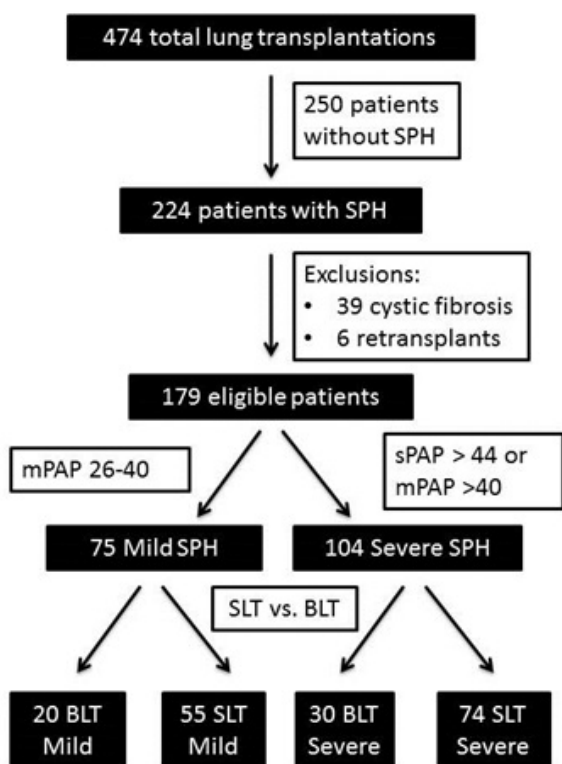 474 total lung transplantations
250 patients
without SPH
224 patients with SPH
Exclusions:
• 39 cystic fibrosis
• 6 retransplants
179 eligible patients
mPAP 26-40
sPAP > 44 or
mPAP >40
75 Mild SPH
104 Severe SPH
SLT vs. BLT
20 BLT
Mild
55 SLT
Mild
30 BLT
Severe
74 SLT
Severe